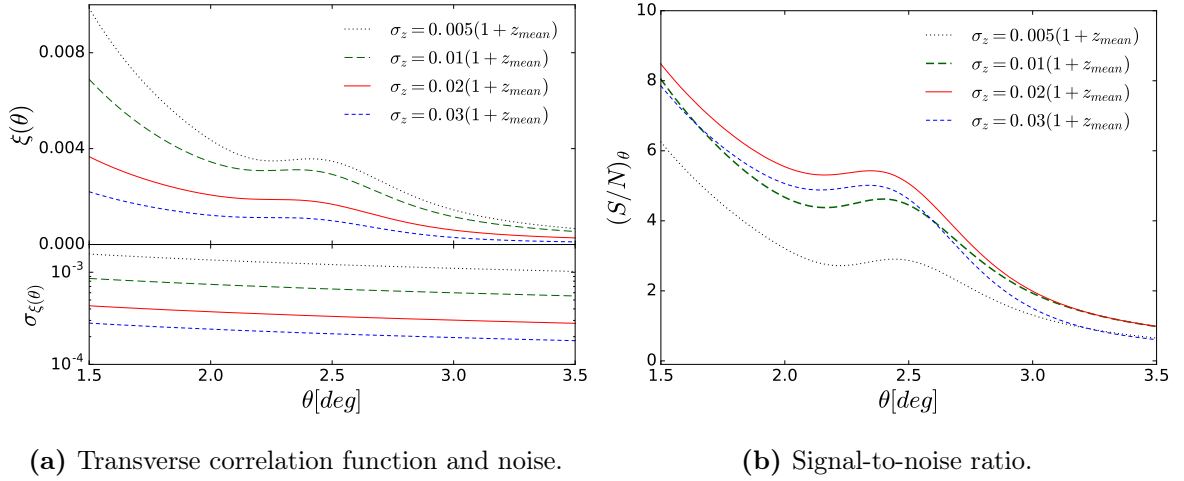 0.008
0.004
0.000
ξ(θ)
σ_z = 0.005(1+z_mean)
σ_z = 0.01(1+z_mean)
σ_z = 0.02(1+z_mean)
σ_z = 0.03(1+z_mean)
10^-3
10^-4
σ_ξ(θ)
1.5 2.0 2.5 3.0 3.5
θ[deg]
(a) Transverse correlation function and noise.
10
8
6
4
2
0
(S/N)_θ
σ_z = 0.005(1+z_mean)
σ_z = 0.01(1+z_mean)
σ_z = 0.02(1+z_mean)
σ_z = 0.03(1+z_mean)
1.5 2.0 2.5 3.0 3.5
θ[deg]
(b) Signal-to-noise ratio.